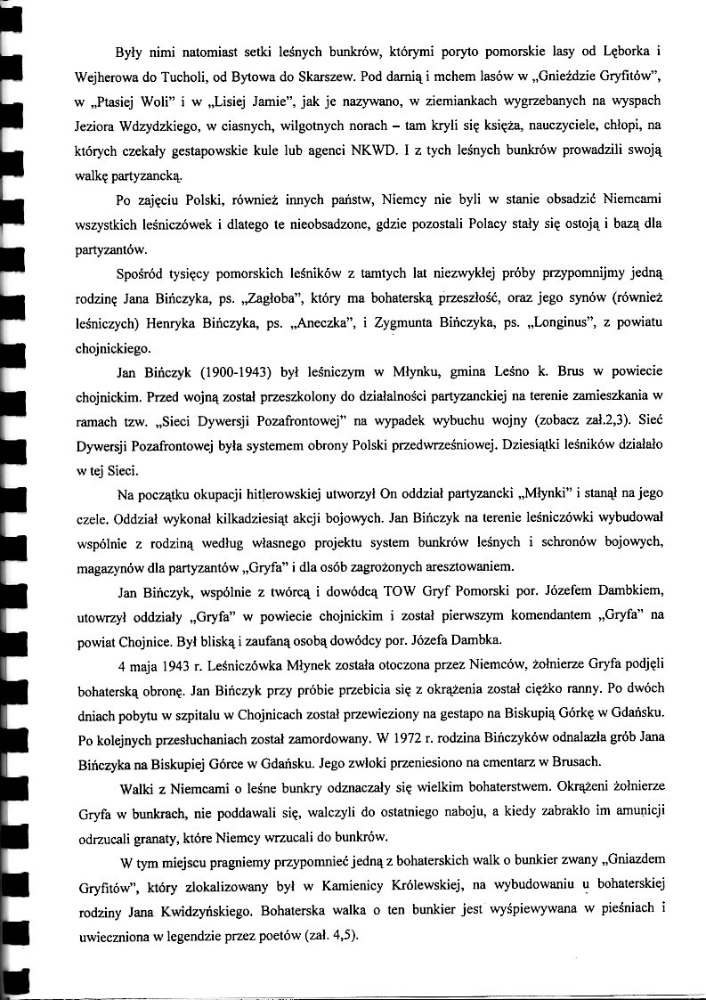 Były nimi natomiast setki leśnych bunkrów, którymi poryto pomorskie lasy od Lęborka i
Wejherowa do Tucholi, od Bytowa do Skarszew. Pod darnią i mchem lasów w „Gnieździe Gryfitów”,
w „Ptasiej Woli” i w „Lisiej Jamie”, jak je nazywano, w ziemiankach wygrzebanych na wyspach
Jeziora Wdzydzkiego, w ciasnych, wilgotnych norach – tam kryli się księża, nauczyciele, chłopi, na
których czekały gestapowskie kule lub agenci NKWD. I z tych leśnych bunkrów prowadzili swoją
walkę partyzancką.
Po zajęciu Polski, również innych państw, Niemcy nie byli w stanie obsadzić Niemcami
wszystkich leśniczówek i dlatego te nieobsadzone, gdzie pozostali Polacy stały się ostoją i bazą dla
partyzantów.
Spośród tysięcy pomorskich leśników z tamtych lat niezwykłej próby przypomnijmy jedną
rodzinę Jana Bińczyka, ps. „Zagłoba”, który ma bohaterską przeszłość, oraz jego synów (również
leśniczych) Henryka Bińczyka, ps. „Aneczka”, i Zygmunta Bińczyka, ps. „Longinus”, z powiatu
chojnickiego.
Jan Bińczyk (1900-1943) był leśniczym w Młynku, gmina Leśno k. Brus w powiecie
chojnickim. Przed wojną został przeszkolony do działalności partyzanckiej na terenie zamieszkania w
ramach tzw. „Sieci Dywersji Pozafrontowej” na wypadek wybuchu wojny (zobacz zał.2,3). Sieć
Dywersji Pozafrontowej była systemem obrony Polski przedwrześniowej. Dziesiątki leśników działało
w tej Sieci.
Na początku okupacji hitlerowskiej utworzył On oddział partyzancki „Młynki” i stanął na jego
czele. Oddział wykonał kilkadziesiąt akcji bojowych. Jan Bińczyk na terenie leśniczówki wybudował
wspólnie z rodziną według własnego projektu system bunkrów leśnych i schronów bojowych,
magazynów dla partyzantów „Gryfa” i dla osób zagrożonych aresztowaniem.
Jan Bińczyk, wspólnie z twórcą i dowódcą TOW Gryf Pomorski por. Józefem Dambkiem,
utowrzył oddziały „Gryfa” w powiecie chojnickim i został pierwszym komendantem „Gryfa” na
powiat Chojnice. Był bliską i zaufaną osobą dowódcy por. Józefa Dambka.
4 maja 1943 r. Leśniczówka Młynek została otoczona przez Niemców, żołnierze Gryfa podjęli
bohaterską obronę. Jan Bińczyk przy próbie przebicia się z okrążenia został ciężko ranny. Po dwóch
dniach pobytu w szpitalu w Chojnicach został przewieziony na gestapo na Biskupią Górkę w Gdańsku.
Po kolejnych przesłuchaniach został zamordowany. W 1972 r. rodzina Bińczyków odnalazła grób Jana
Bińczyka na Biskupiej Górce w Gdańsku. Jego zwłoki przeniesiono na cmentarz w Brusach.
Walki z Niemcami o leśne bunkry odznaczały się wielkim bohaterstwem. Okrążeni żołnierze
Gryfa w bunkrach, nie poddawali się, walczyli do ostatniego naboju, a kiedy zabrakło im amunicji
odrzucali granaty, które Niemcy wrzucali do bunkrów.
W tym miejscu pragniemy przypomnieć jedną z bohaterskich walk o bunkier zwany „Gniazdem
Gryfitów”, który zlokalizowany był w Kamienicy Królewskiej, na wybudowaniu u bohaterskiej
rodziny Jana Kwidzyńskiego. Bohaterska walka o ten bunkier jest wyśpiewywana w pieśniach i
uwieczniona w legendzie przez poetów (zał. 4,5).